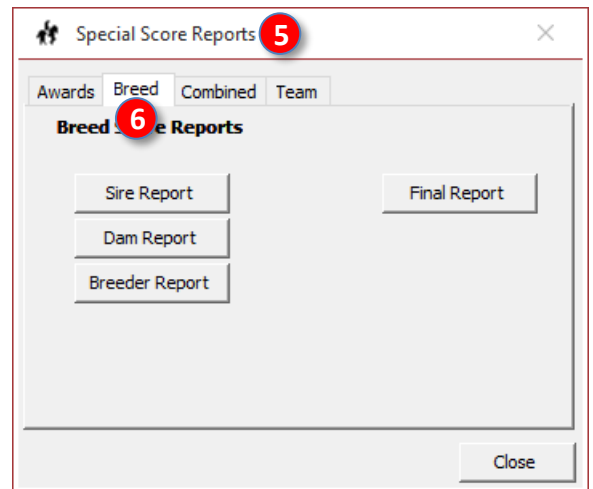 Special Score Reports 5
Awards Breed Combined Team
6
Breed Reports
Sire Report Final Report
Dam Report
Breeder Report
Close